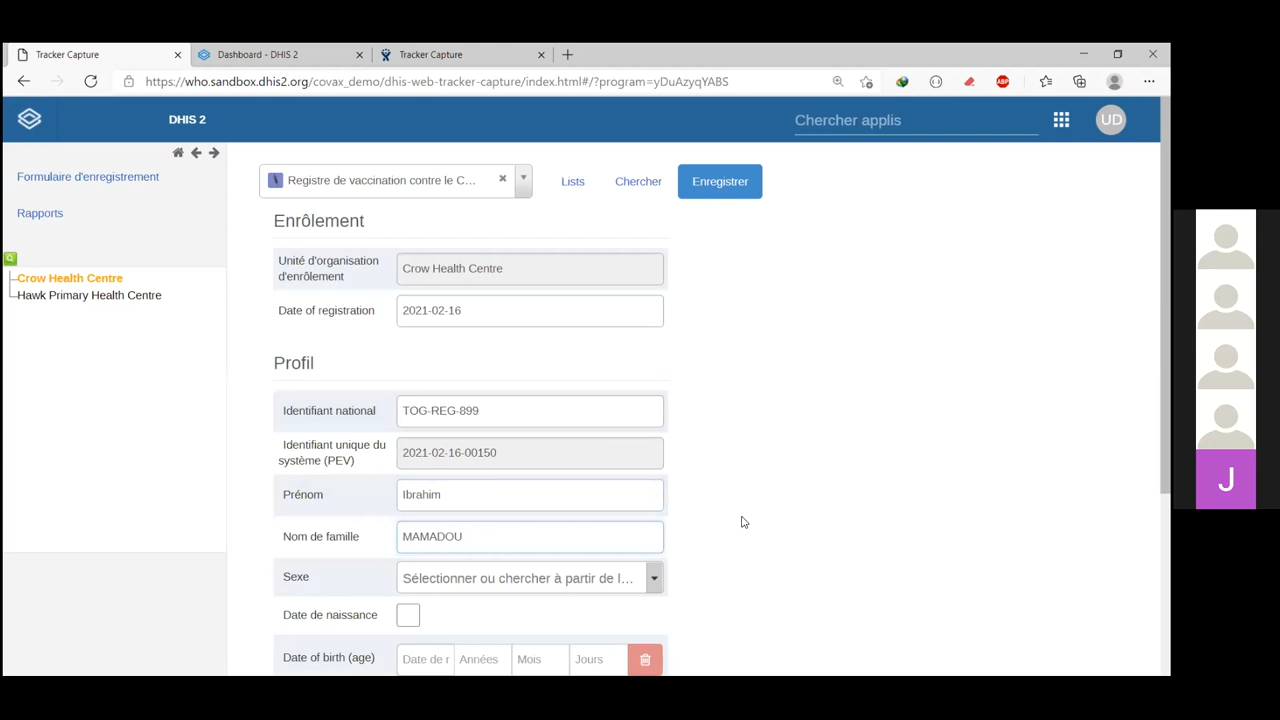 Tracker Capture
Dashboard - DHIS 2
Tracker Capture
https://who.sandbox.dhis2.org/covax_demo/dhis-web-tracker-capture/index.html#/?program=yDuAzyqYABS
ABP
DHIS 2
Chercher applis
UD
Formulaire d'enregistrement
Rapports
Crow Health Centre
Hawk Primary Health Centre
Registre de vaccination contre le C...
Lists
Chercher
Enregistrer
Enrôlement
Unité d'organisation
d'enrôlement
Crow Health Centre
Date of registration
2021-02-16
Profil
Identifiant national
TOG-REG-899
Identifiant unique du
système (PEV)
2021-02-16-00150
Prénom
Ibrahim
Nom de famille
MAMADOU
Sexe
Sélectionner ou chercher à partir de l...
Date de naissance
Date of birth (age)
Date de r
Années
Mois
Jours
J